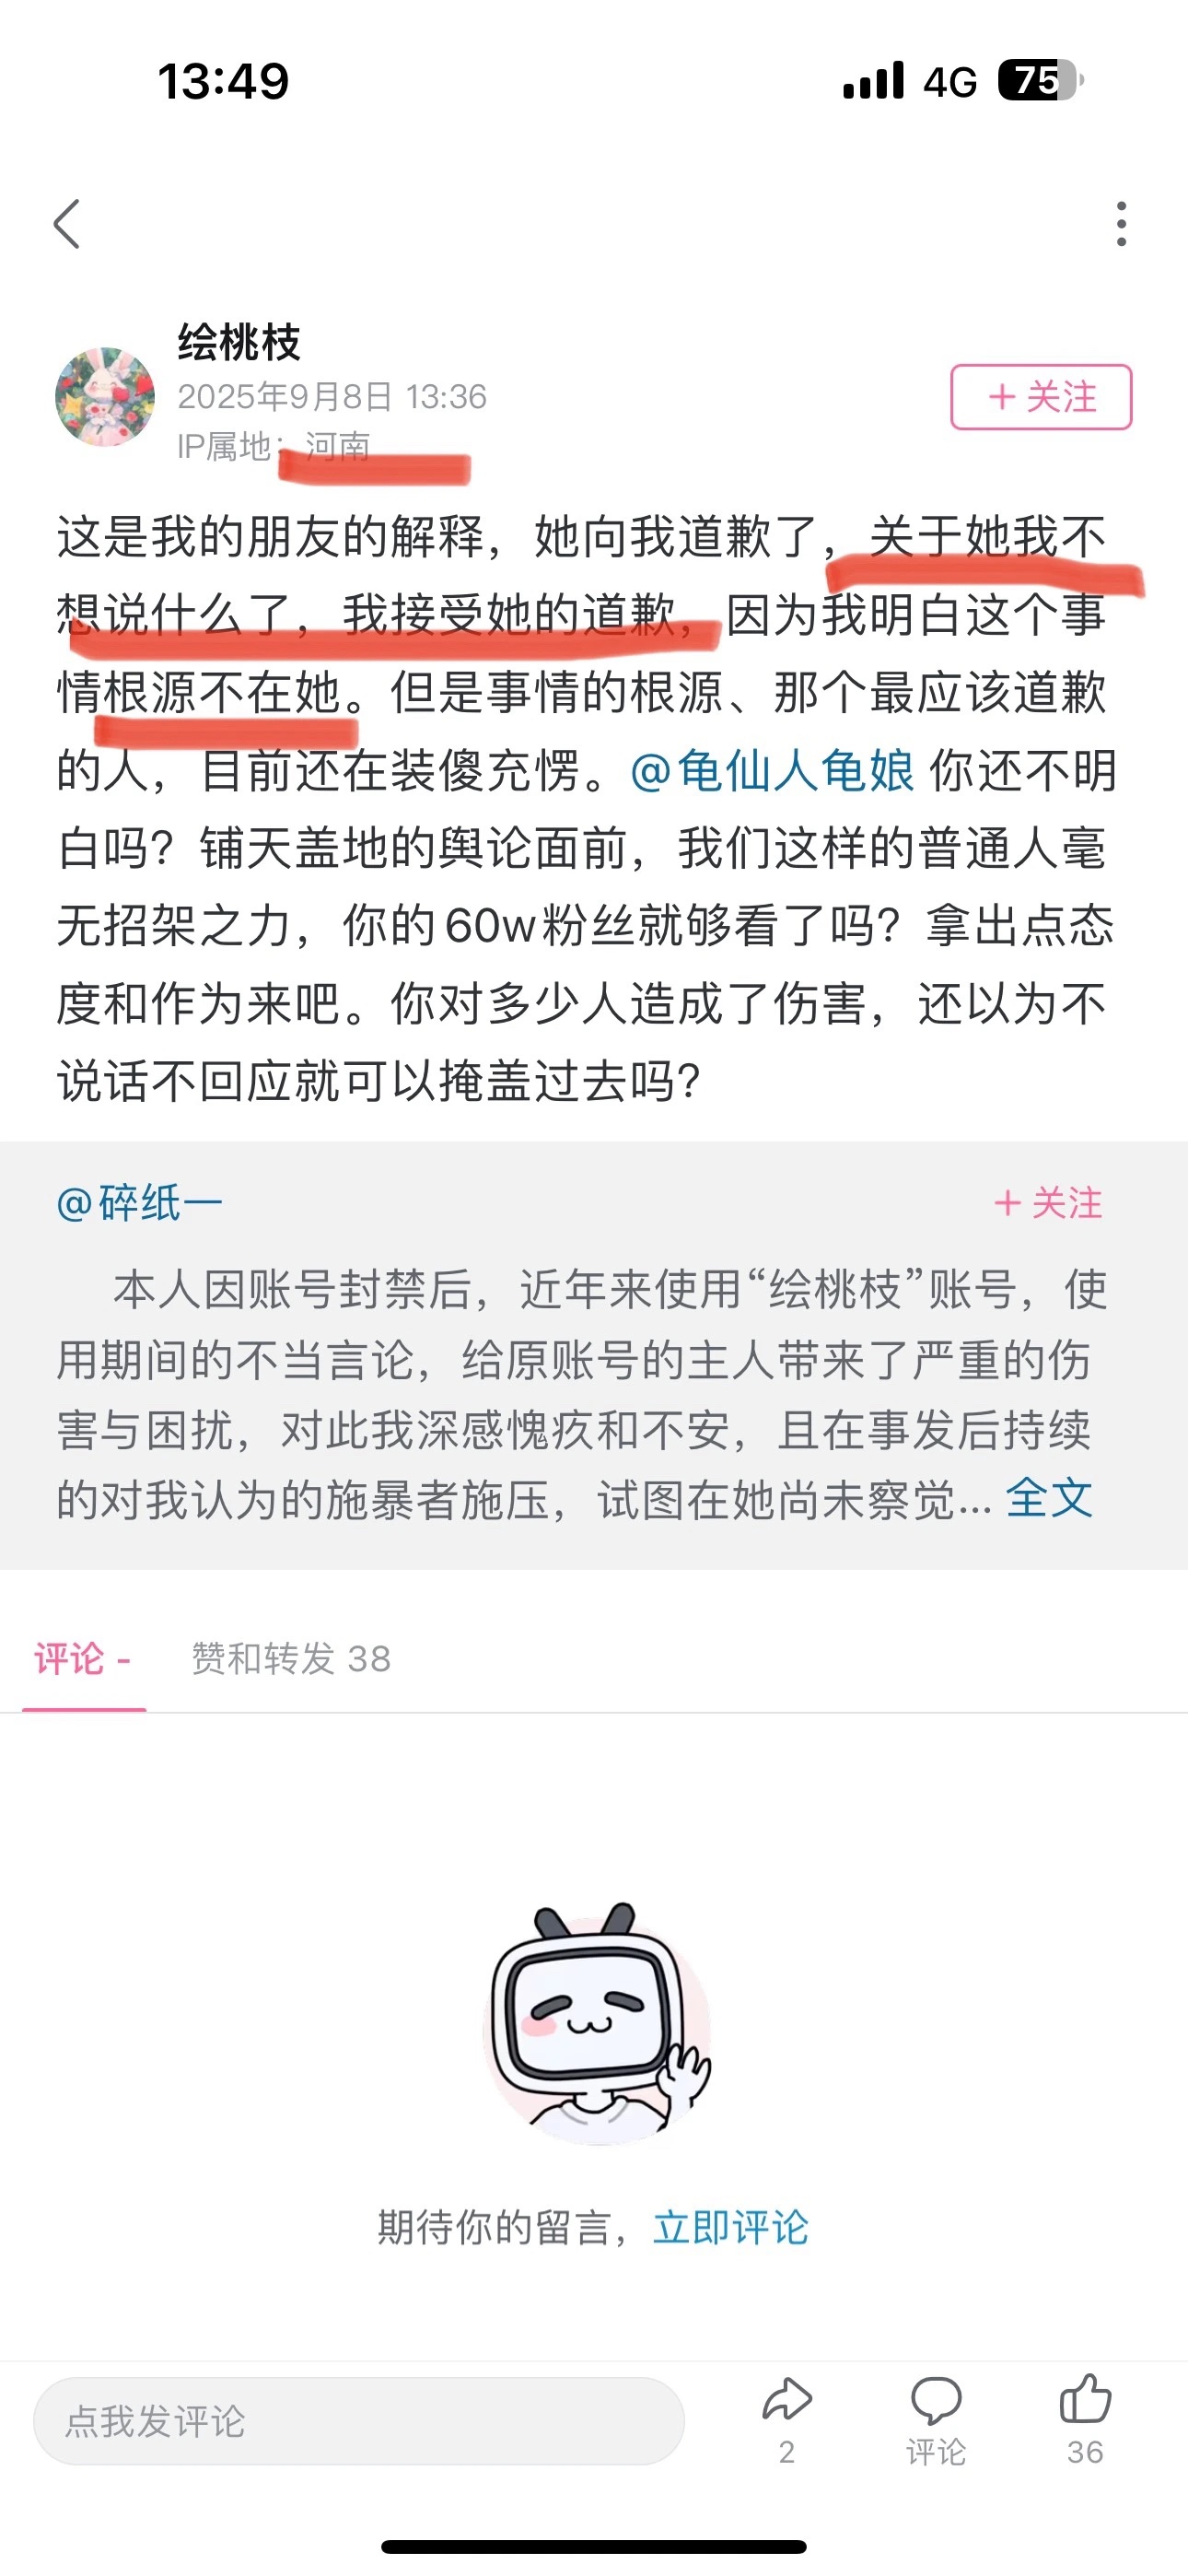 13:49
4G 75
绘桃枝
2025年9月8日 13:36
+ 关注
IP属地：河南
这是我的朋友的解释，她向我道歉了，关于她我不
想说什么了，我接受她的道歉，因为我明白这个事
情根源不在她。但是事情的根源、那个最应该道歉
的人，目前还在装傻充愣。@龟仙人龟娘 你还不明
白吗？铺天盖地的舆论面前，我们这样的普通人毫
无招架之力，你的60w粉丝就够看了吗？拿出点态
度和作为来吧。你对多少人造成了伤害，还以为不
说话不回应就可以掩盖过去吗？
@碎纸一
+ 关注
本人因账号封禁后，近年来使用“绘桃枝”账号，使
用期间的不当言论，给原账号的主人带来了严重的伤
害与困扰，对此我深感愧疚和不安，且在事发后持续
的对我认为的施暴者施压，试图在她尚未察觉... 全文
评论 -
赞和转发 38
期待你的留言，立即评论
点我发评论
2
评论
36